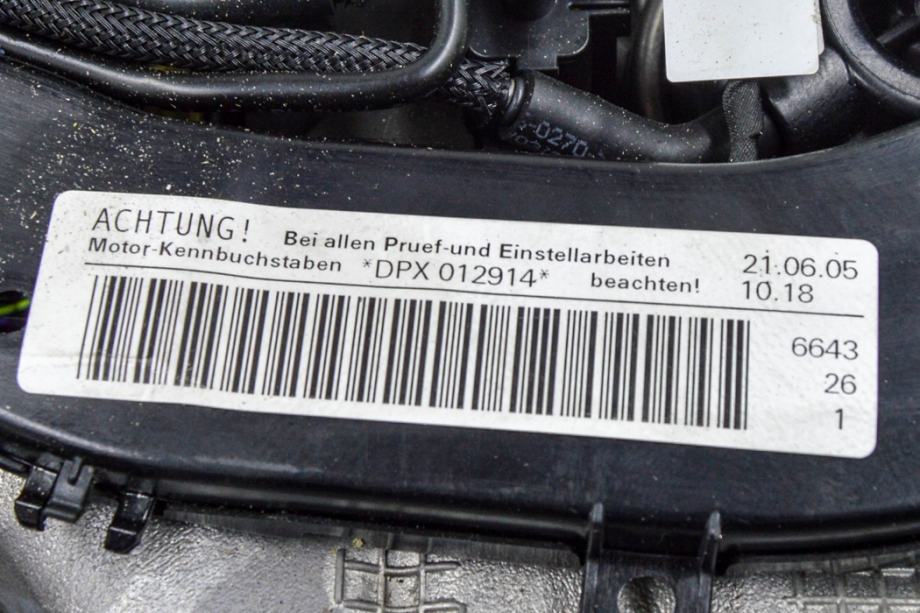 -0270
ACHTUNG! Bei allen Pruef-und Einstellarbeiten 21.06.05
Motor-Kennbuchstaben *DPX 012914* beachten! 10.18
6643
26
1